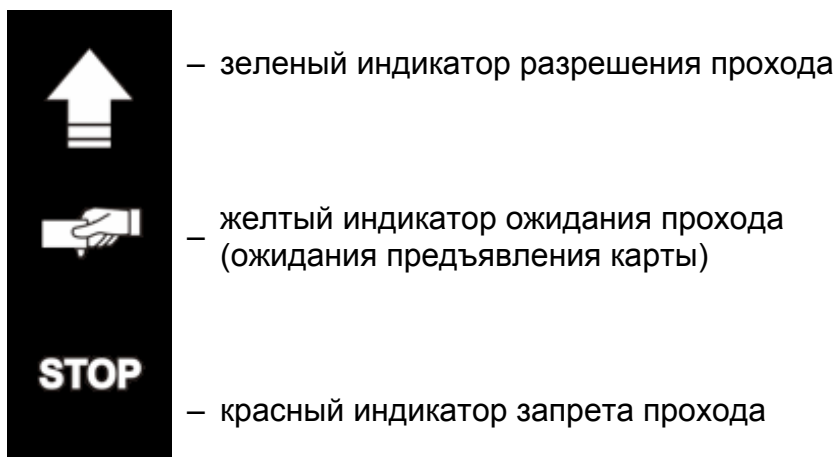 – зеленый индикатор разрешения прохода
– желтый индикатор ожидания прохода
(ожидания предъявления карты)
STOP
– красный индикатор запрета прохода